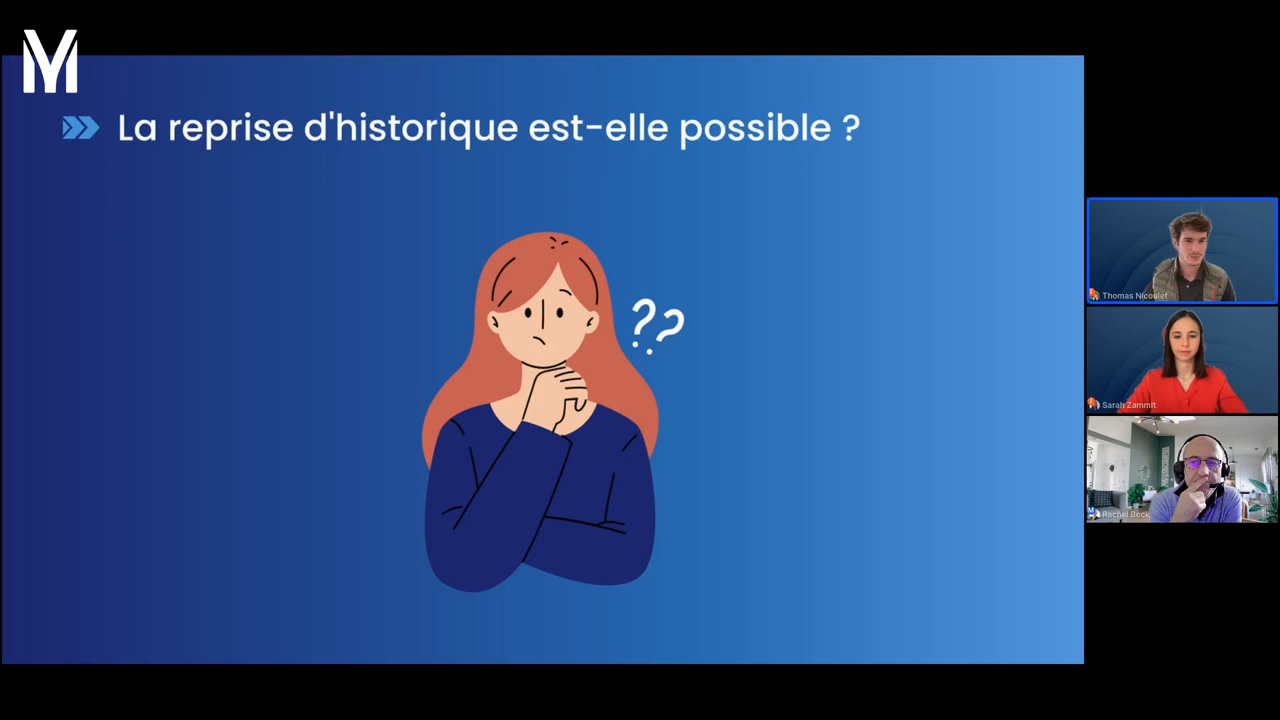 M
La reprise d'historique est-elle possible ?
??
Thomas Nicoulet
Sarah Zammit
Rachel Beck